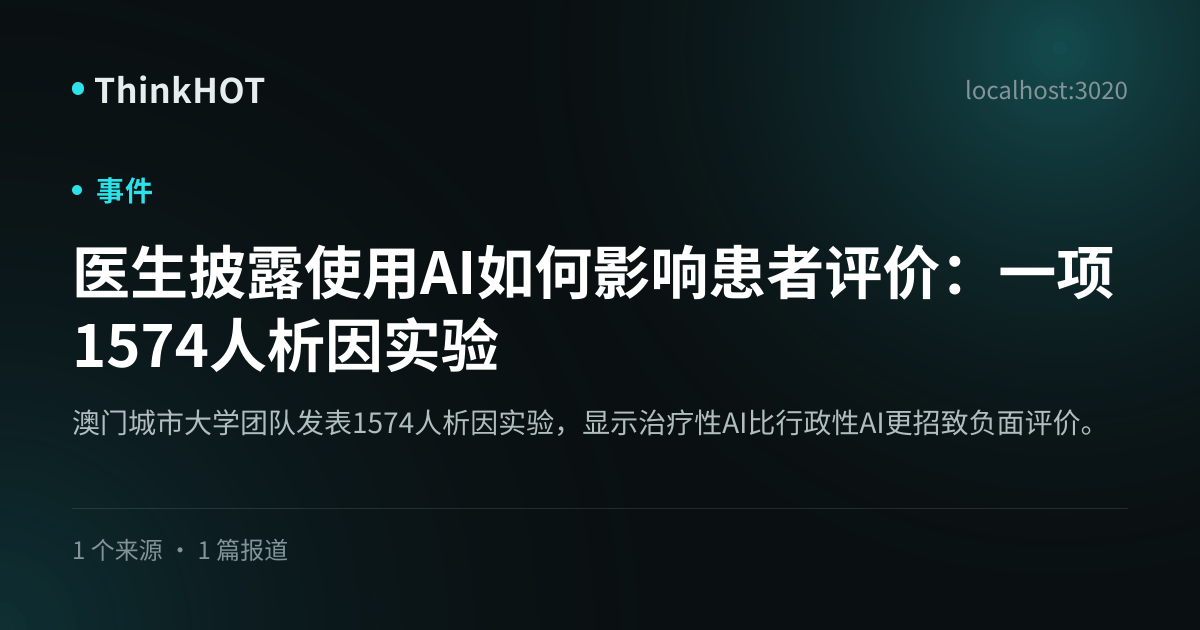 ThinkHOT
localhost:3020
事件
医生披露使用AI如何影响患者评价：一项
1574人析因实验
澳门城市大学团队发表1574人析因实验，显示治疗性AI比行政性AI更招致负面评价。
1 个来源 · 1 篇报道